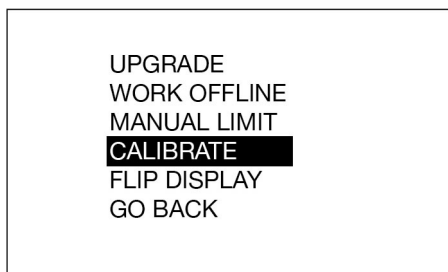 UPGRADE
WORK OFFLINE
MANUAL LIMIT
CALIBRATE
FLIP DISPLAY
GO BACK